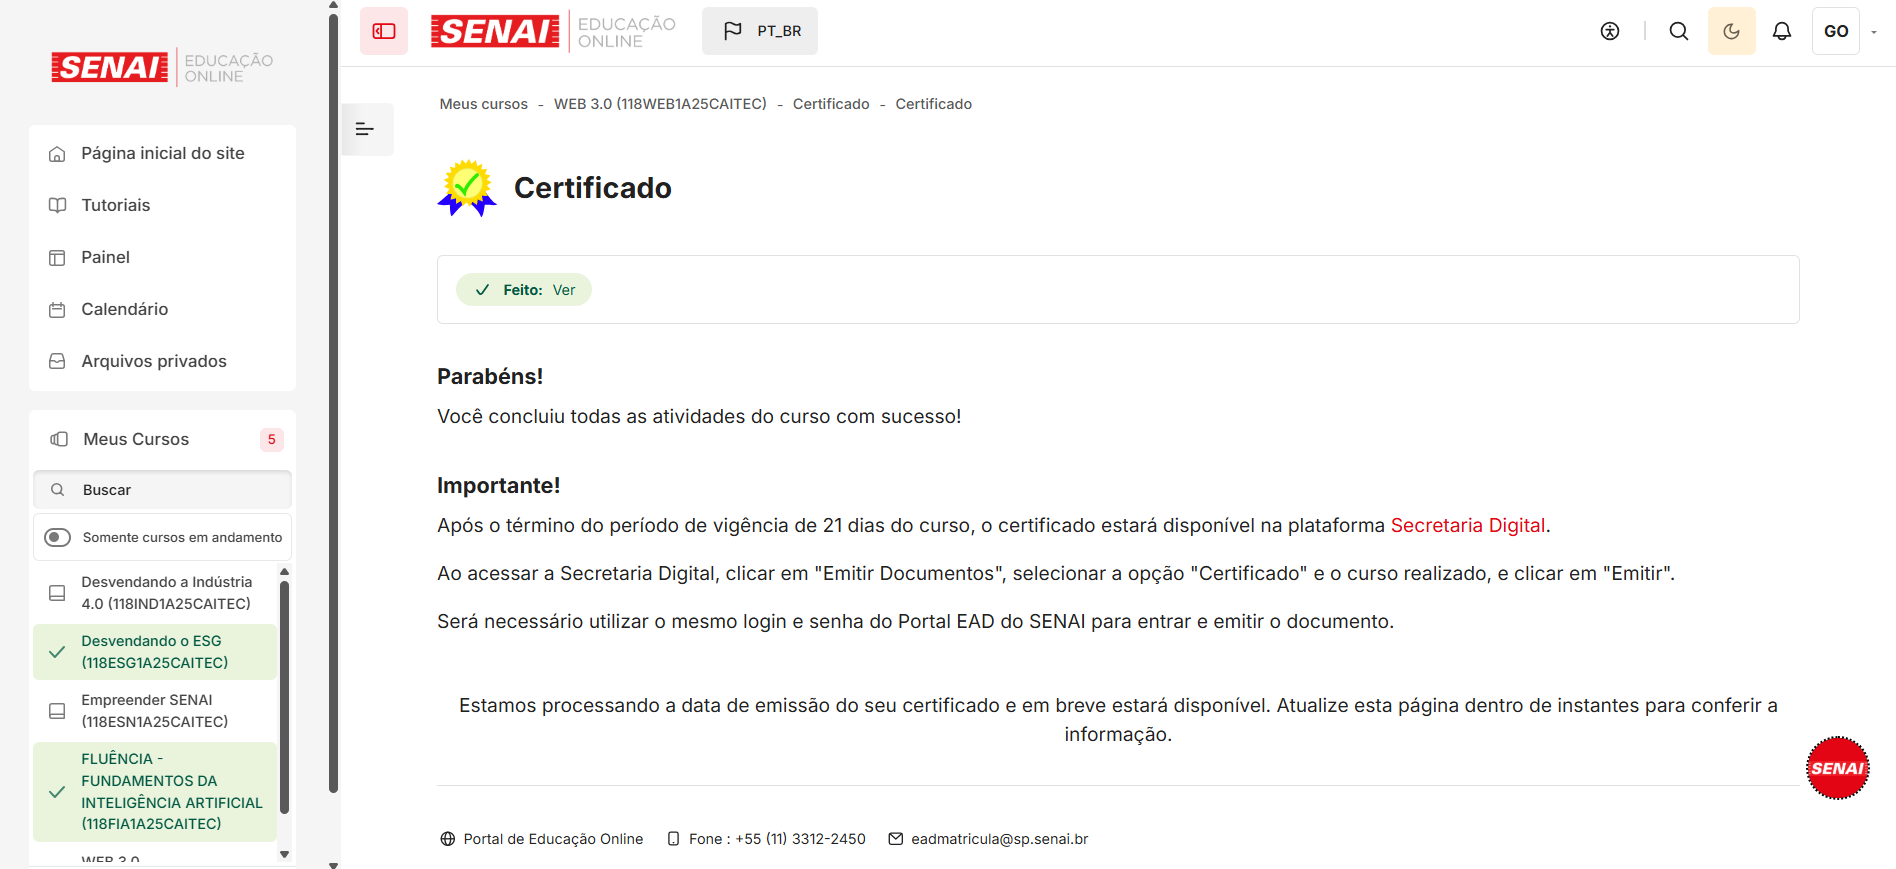 SENAI EDUCAÇÃO
ONLINE
Página inicial do site
Tutoriais
Painel
Calendário
Arquivos privados
Meus Cursos 5
Buscar
Somente cursos em andamento
Desvendando a Indústria
4.0 (118IND1A25CAITEC)
Desvendando o ESG
(118ESG1A25CAITEC)
Empreender SENAI
(118ESN1A25CAITEC)
FLUÊNCIA -
FUNDAMENTOS DA
INTELIGÊNCIA ARTIFICIAL
(118FIA1A25CAITEC)
WEB 3.0
SENAI EDUCAÇÃO
ONLINE
PT_BR
GO
Meus cursos - WEB 3.0 (118WEB1A25CAITEC) - Certificado - Certificado
Certificado
Feito: Ver
Parabéns!
Você concluiu todas as atividades do curso com sucesso!
Importante!
Após o término do período de vigência de 21 dias do curso, o certificado estará disponível na plataforma Secretaria Digital.
Ao acessar a Secretaria Digital, clicar em "Emitir Documentos", selecionar a opção "Certificado" e o curso realizado, e clicar em "Emitir".
Será necessário utilizar o mesmo login e senha do Portal EAD do SENAI para entrar e emitir o documento.
Estamos processando a data de emissão do seu certificado e em breve estará disponível. Atualize esta página dentro de instantes para conferir a
informação.
SENAI
Portal de Educação Online Fone : +55 (11) 3312-2450 eadmatricula@sp.senai.br